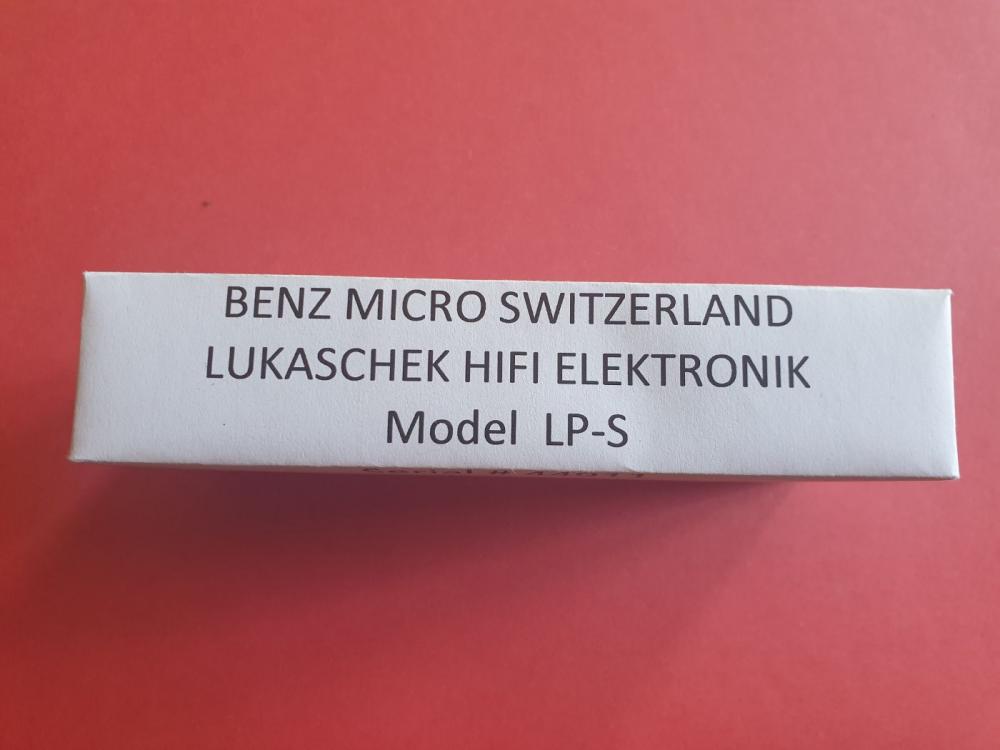 BENZ MICRO SWITZERLAND
LUKASCHEK HIFI ELEKTRONIK
Model LP-S